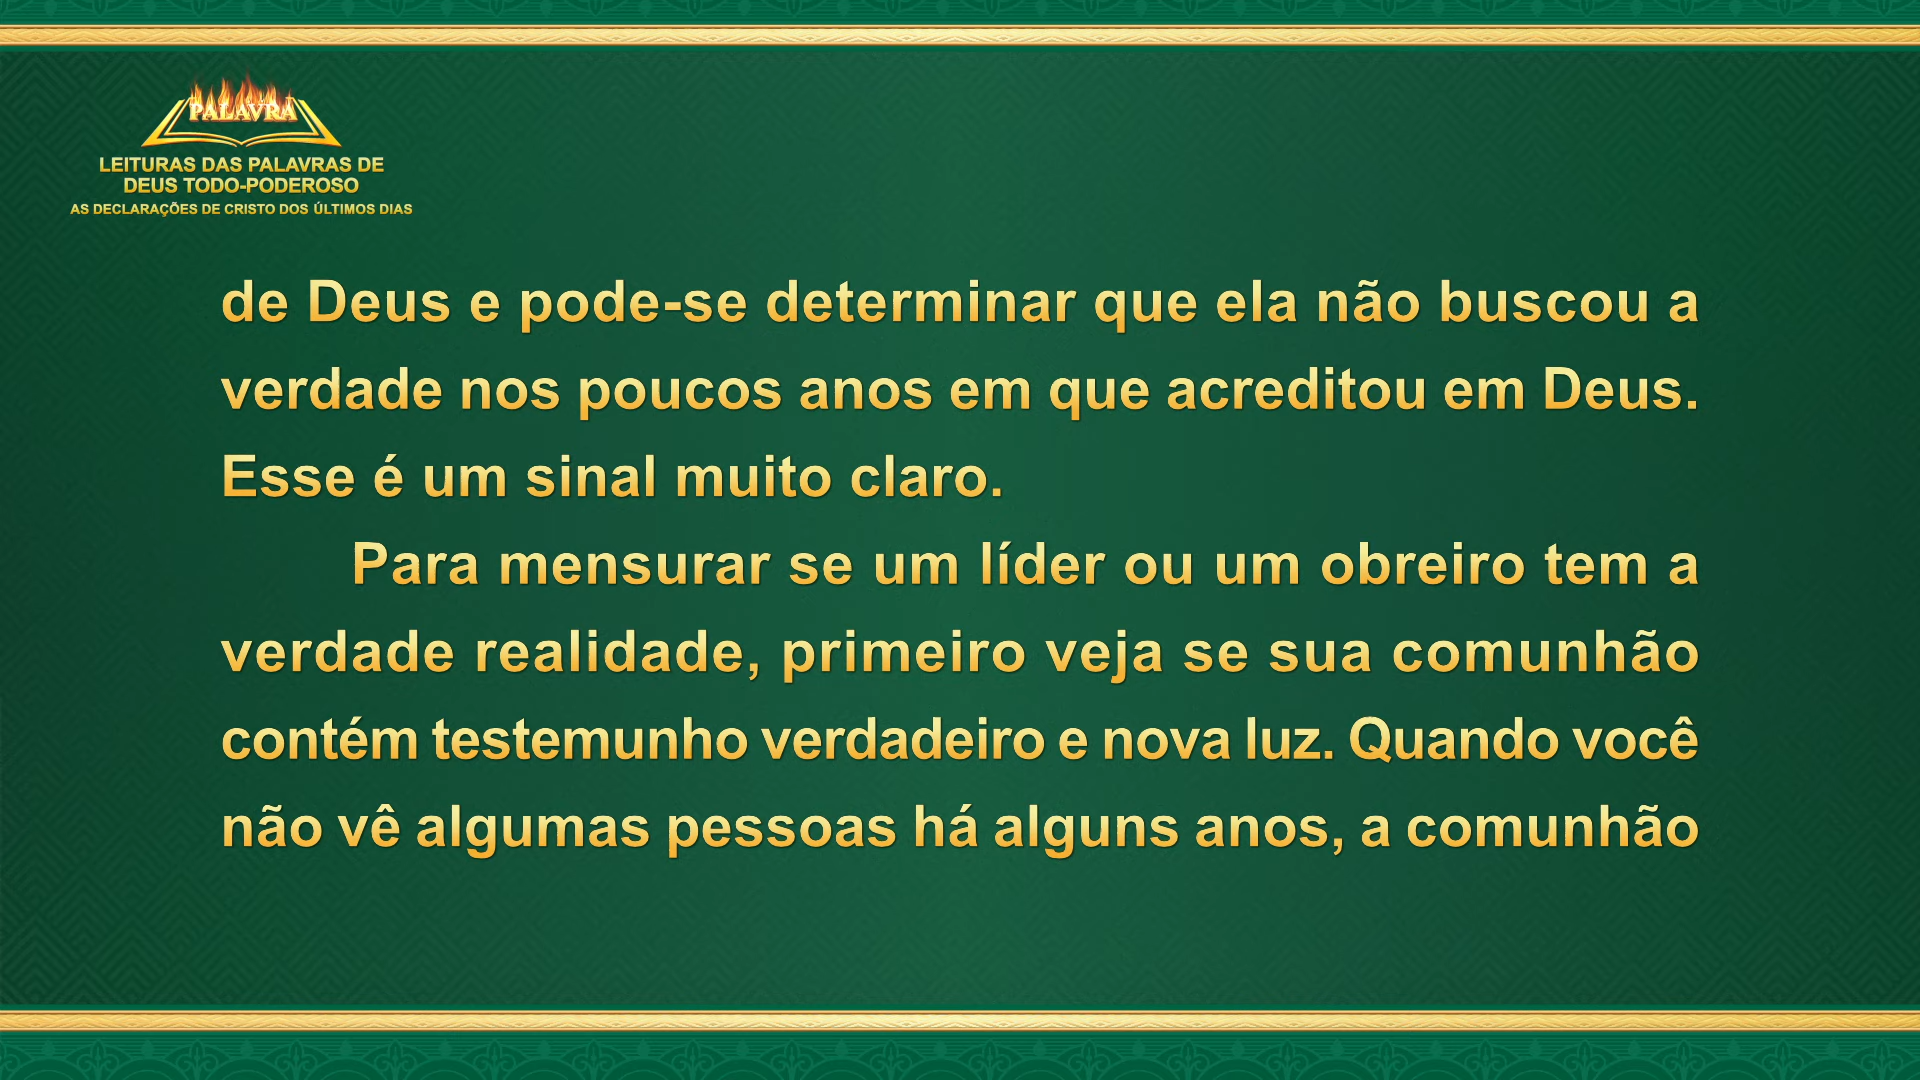 PALAVRA
LEITURAS DAS PALAVRAS DE
DEUS TODO-PODEROSO
AS DECLARAÇÕES DE CRISTO DOS ÚLTIMOS DIAS
de Deus e pode-se determinar que ela não buscou a
verdade nos poucos anos em que acreditou em Deus.
Esse é um sinal muito claro.
Para mensurar se um líder ou um obreiro tem a
verdade realidade, primeiro veja se sua comunhão
contém testemunho verdadeiro e nova luz. Quando você
não vê algumas pessoas há alguns anos, a comunhão